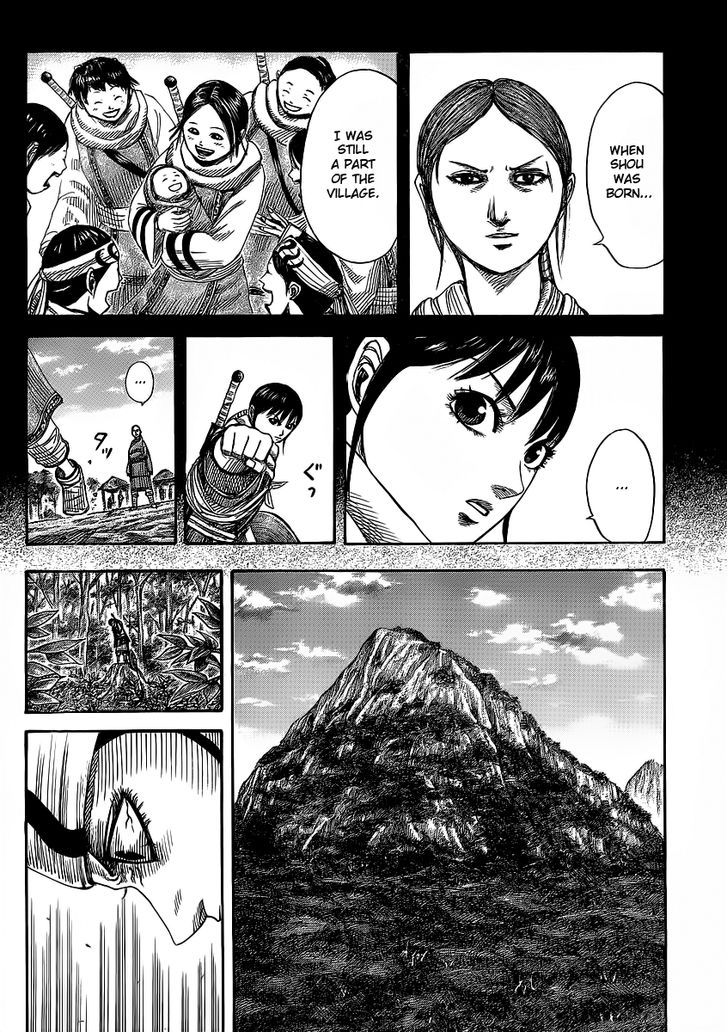 WHEN
SHOU
WAS
BORN...
I WAS
STILL
A PART
OF THE
VILLAGE.
...
ぐっ
...
タッ